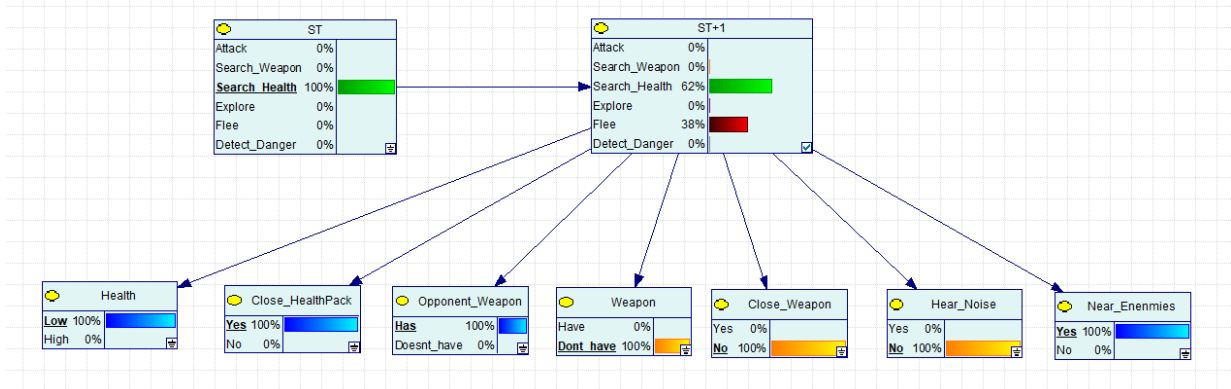 ST
Attack 0%
Search_Weapon 0%
Search_Health 100%
Explore 0%
Flee 0%
Detect_Danger 0%
ST+1
Attack 0%
Search_Weapon 0%
Search_Health 62%
Explore 0%
Flee 38%
Detect_Danger 0%
Health
Low 100%
High 0%
Close_HealthPack
Yes 100%
No 0%
Opponent_Weapon
Has 100%
Doesnt_have 0%
Weapon
Have 0%
Dont_have 100%
Close_Weapon
Yes 0%
No 100%
Hear_Noise
Yes 0%
No 100%
Near_Enenmies
Yes 100%
No 0%